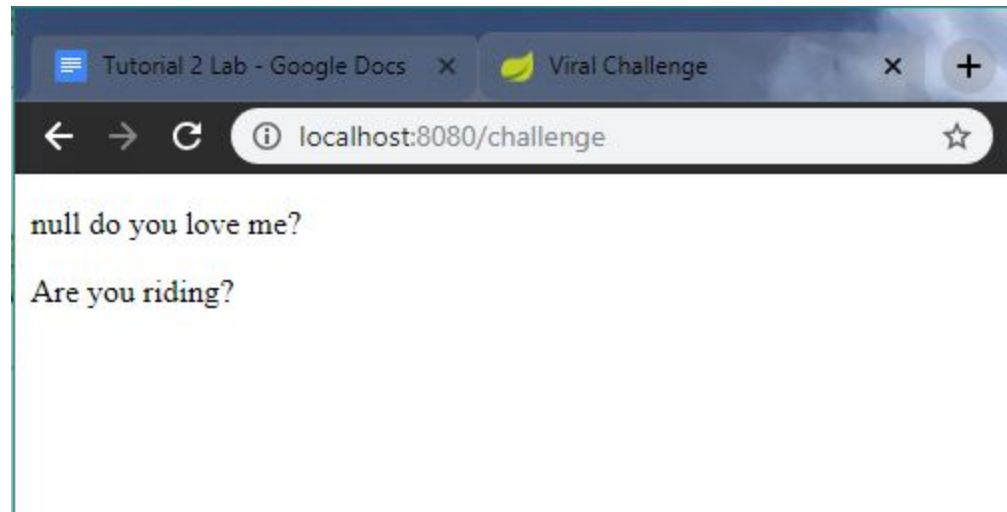 Tutorial 2 Lab - Google Docs
Viral Challenge
localhost:8080/challenge
null do you love me?
Are you riding?